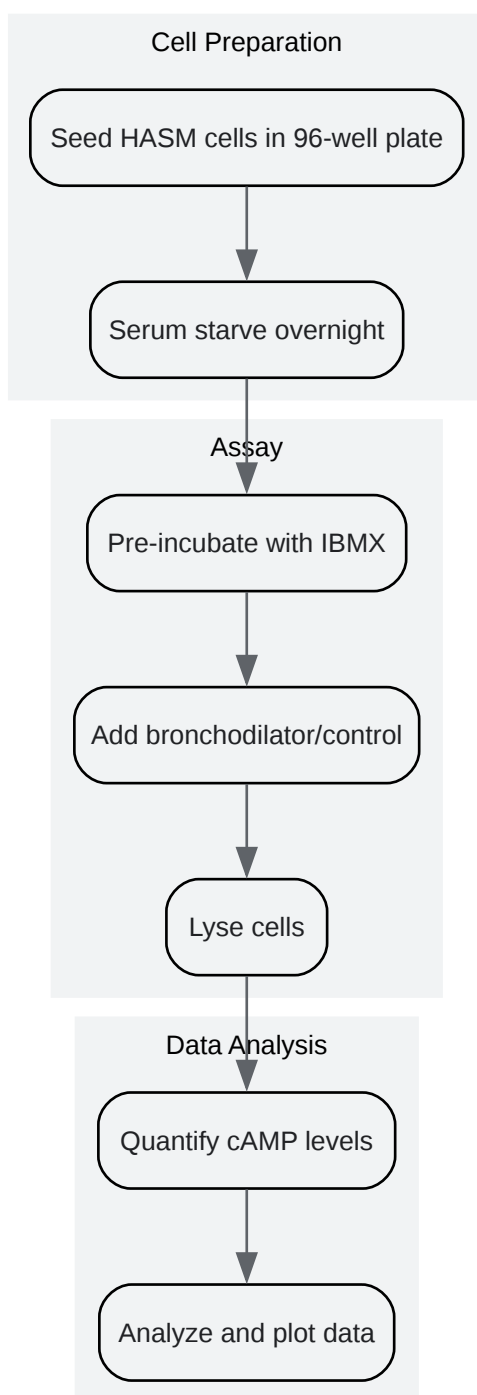 Cell Preparation
Seed HASM cells in 96-well plate
Serum starve overnight
Assay
Pre-incubate with IBMX
Add bronchodilator/control
Lyse cells
Data Analysis
Quantify cAMP levels
Analyze and plot data